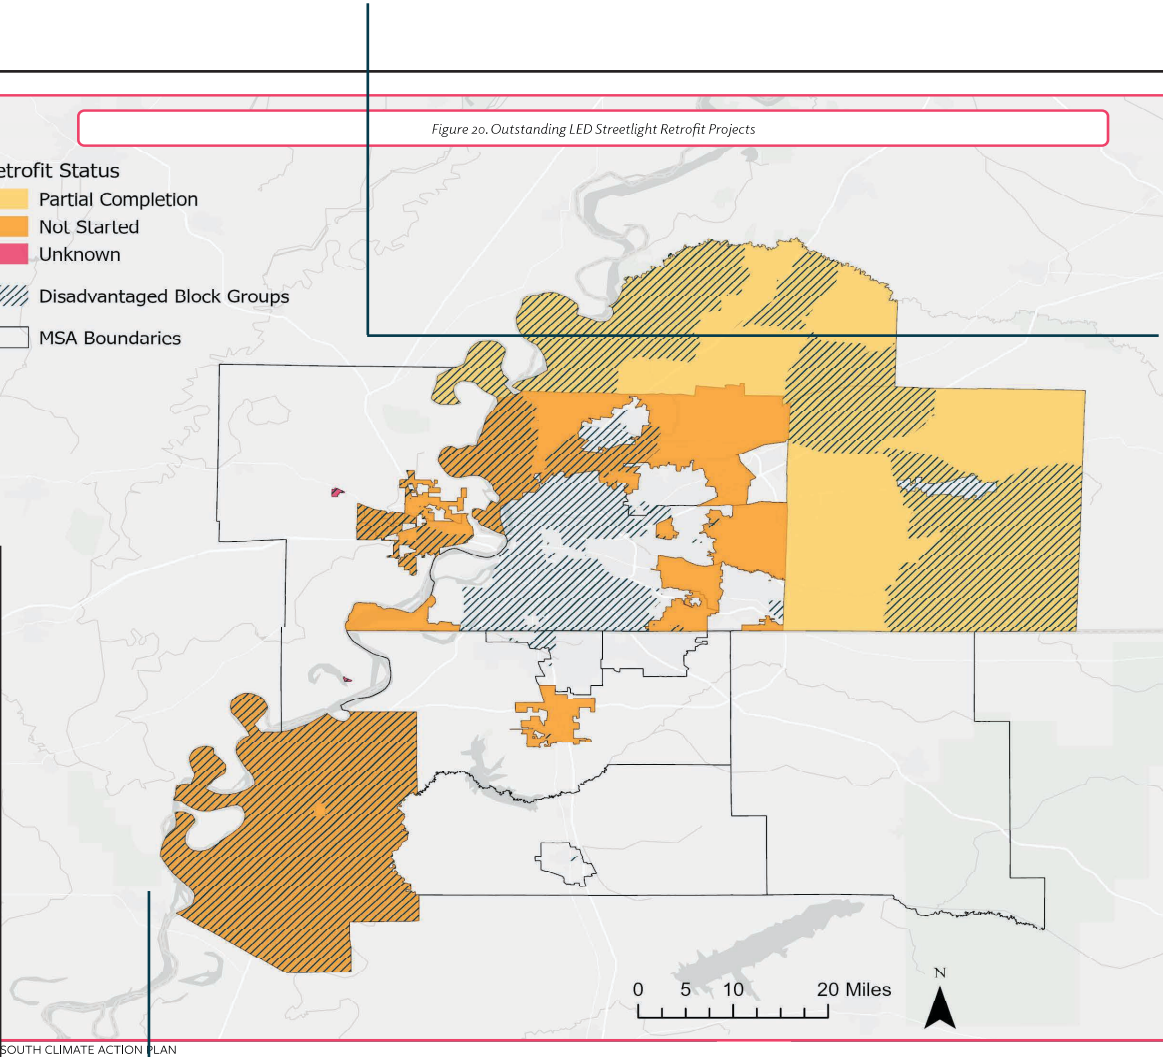 Figure 20. Outstanding LED Streetlight Retrofit Projects
etrofit Status
Partial Completion
Not Started
Unknown
Disadvantaged Block Groups
MSA Boundaries
N
0 5 10 20 Miles
SOUTH CLIMATE ACTION PLAN